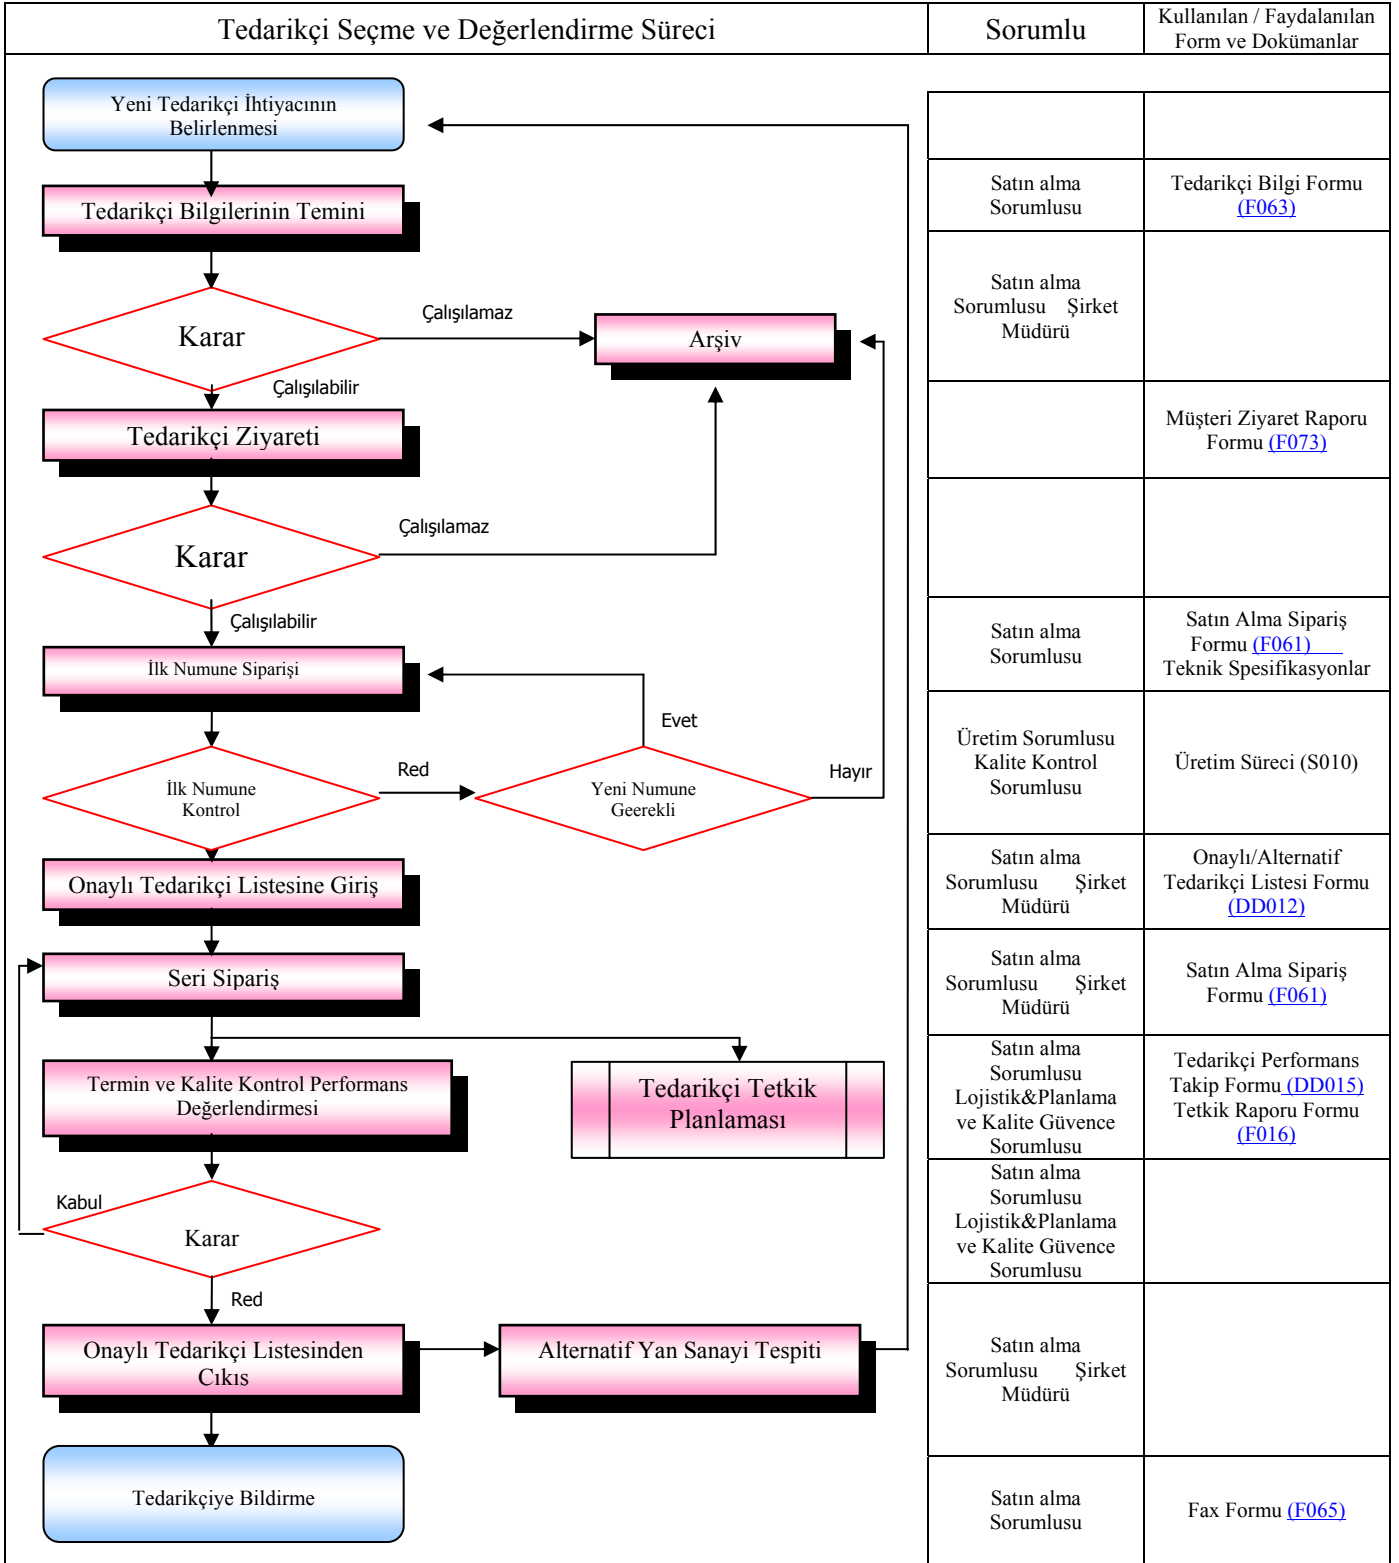 Tedarikçi Seçme ve Değerlendirme Süreci
Sorumlu
Kullanılan / Faydalanılan
Form ve Dokümanlar
Yeni Tedarikçi İhtiyacının
Belirlenmesi
Tedarikçi Bilgilerinin Temini
Satın alma
Sorumlusu
Tedarikçi Bilgi Formu
(F063)
Karar
Çalışılamaz
Arşiv
Çalışılabilir
Satın alma
Sorumlusu Şirket
Müdürü
Tedarikçi Ziyareti
Müşteri Ziyaret Raporu
Formu (F073)
Karar
Çalışılamaz
Çalışılabilir
İlk Numune Siparişi
Satın alma
Sorumlusu
Satın Alma Sipariş
Formu (F061)
Teknik Spesifikasyonlar
Evet
İlk Numune
Kontrol
Red
Yeni Numune
Geerekli
Hayır
Üretim Sorumlusu
Kalite Kontrol
Sorumlusu
Üretim Süreci (S010)
Onaylı Tedarikçi Listesine Giriş
Satın alma
Sorumlusu Şirket
Müdürü
Onaylı/Alternatif
Tedarikçi Listesi Formu
(DD012)
Seri Sipariş
Satın alma
Sorumlusu Şirket
Müdürü
Satın Alma Sipariş
Formu (F061)
Termin ve Kalite Kontrol Performans
Değerlendirmesi
Tedarikçi Tetkik
Planlaması
Satın alma
Sorumlusu
Lojistik&Planlama
ve Kalite Güvence
Sorumlusu
Tedarikçi Performans
Takip Formu (DD015)
Tetkik Raporu Formu
(F016)
Kabul
Karar
Red
Satın alma
Sorumlusu
Lojistik&Planlama
ve Kalite Güvence
Sorumlusu
Onaylı Tedarikçi Listesinden
Cıkıs
Alternatif Yan Sanayi Tespiti
Satın alma
Sorumlusu Şirket
Müdürü
Tedarikçiye Bildirme
Satın alma
Sorumlusu
Fax Formu (F065)